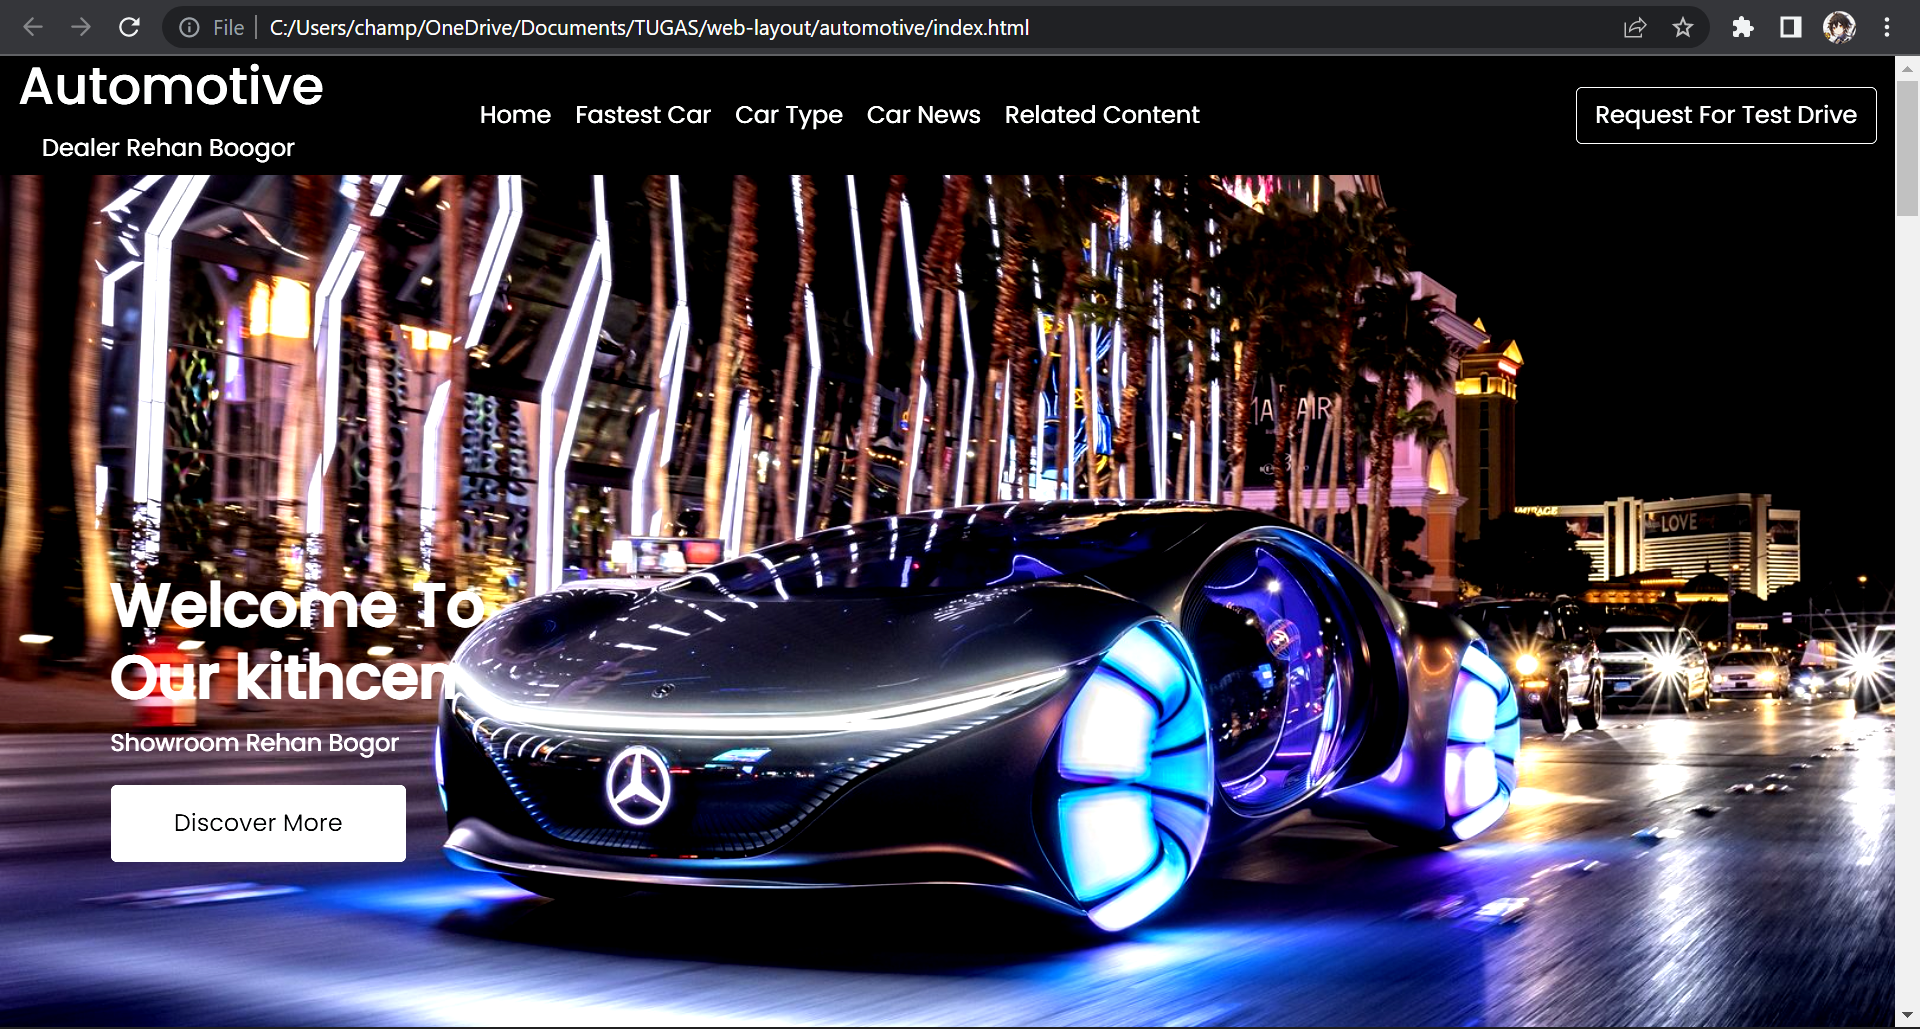 File
C:/Users/champ/OneDrive/Documents/TUGAS/web-layout/automotive/index.html
Automotive
Dealer Rehan Boogor
Home Fastest Car Car Type Car News Related Content
Request For Test Drive
AIR
MIRAGE
LOVE
Welcome To
Our kithcen
Showroom Rehan Bogor
Discover More